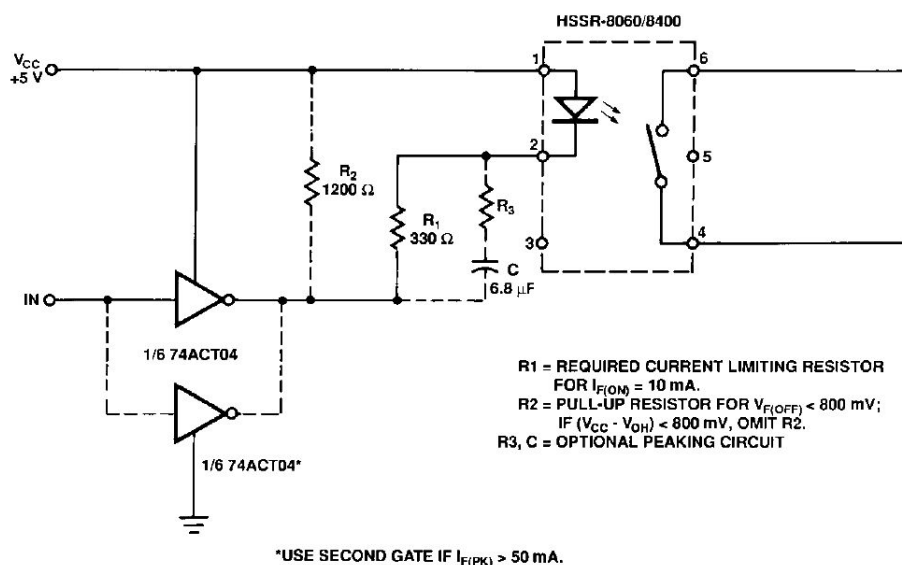 HSSR-8060/8400
V_CC
+5 V
1
6
R_2
1200 Ω
2
5
R_1
330 Ω
R_3
3
4
C
6.8 μF
IN
1/6 74ACT04
1/6 74ACT04*
R1 = REQUIRED CURRENT LIMITING RESISTOR
FOR I_F(ON) = 10 mA.
R2 = PULL-UP RESISTOR FOR V_F(OFF) < 800 mV;
IF (V_CC - V_OH) < 800 mV, OMIT R2.
R3, C = OPTIONAL PEAKING CIRCUIT
*USE SECOND GATE IF I_F(PK) > 50 mA.